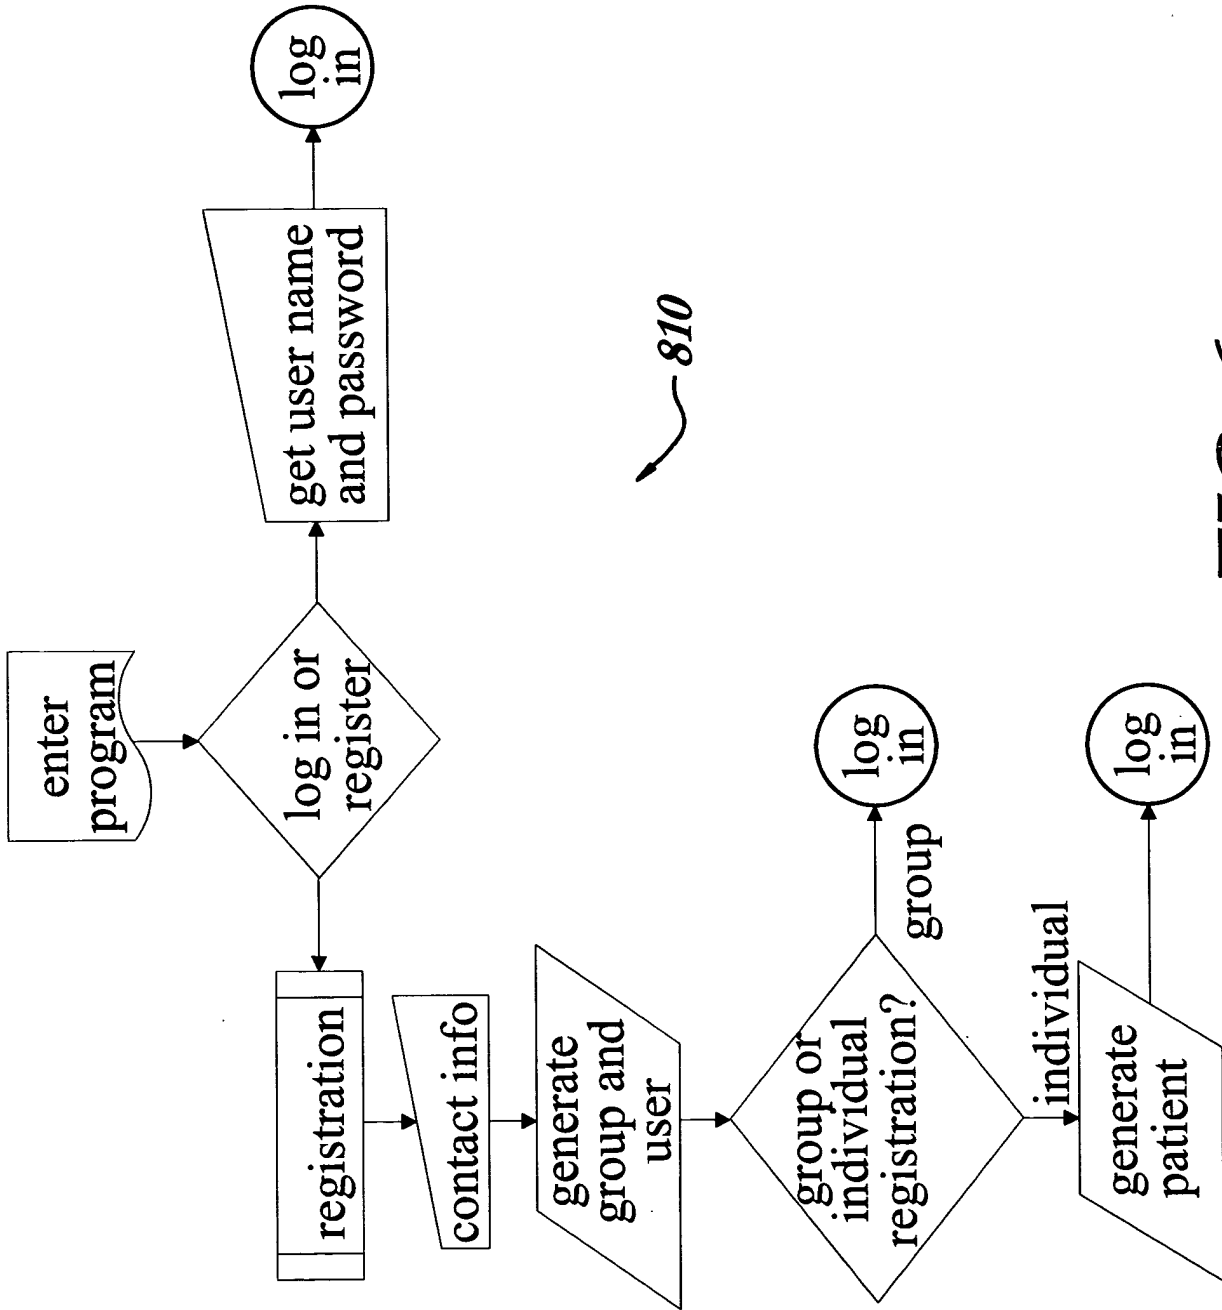 enter
program
log in or
register
get user name
and password
log
in
registration
contact info
generate
group and
user
group or
individual
registration?
group
log
in
individual
generate
patient
log
in
810